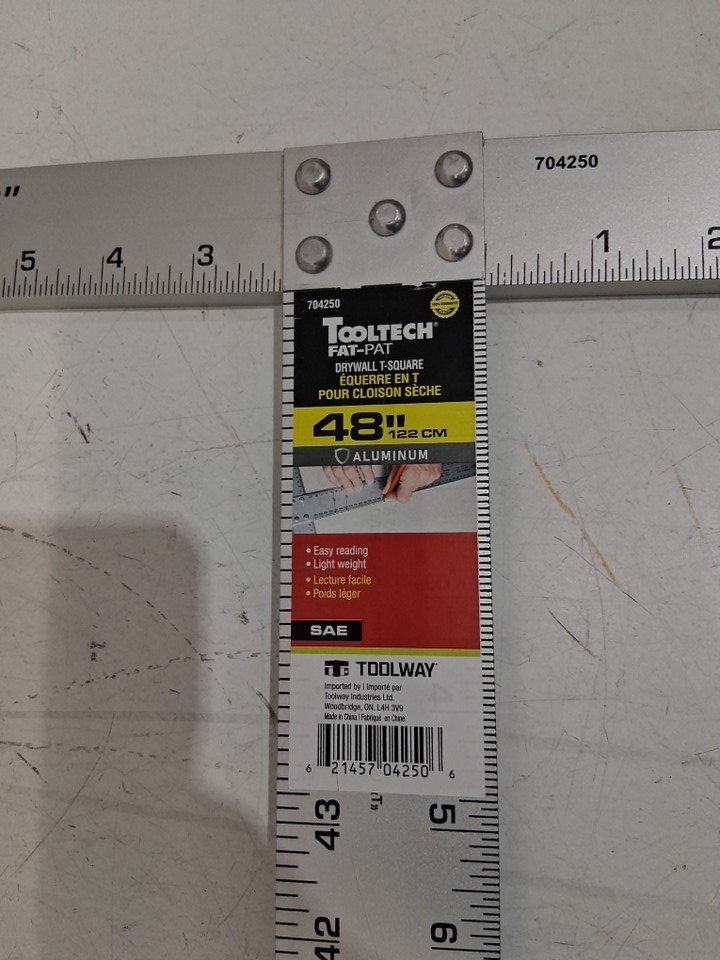 "
704250
5 4 3
1 2
704250
TOOLTECH®
FAT-PAT
DRYWALL T-SQUARE
ÉQUERRE EN T
POUR CLOISON SÈCHE
48" 122 CM
ALUMINUM
• Easy reading
• Light weight
• Lecture facile
• Poids léger
SAE
TOOLWAY®
Imported by | importé par
Toolway Industries Ltd.
Woodbridge, ON. L4H 3V9
Made in China | Fabriqué en Chine
6 21457 04250 6
43 5
42 6